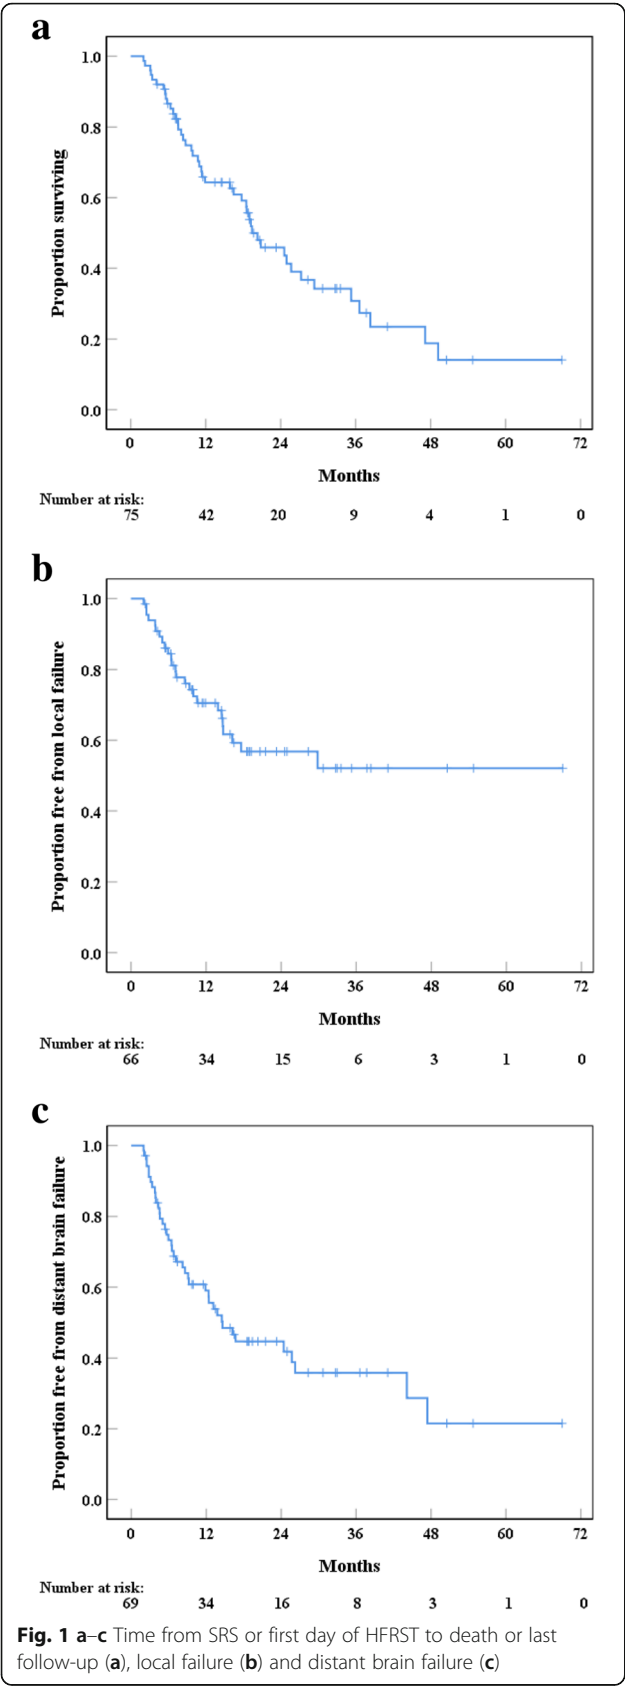 a
1.0
0.8
0.6
0.4
0.2
0.0
Proportion surviving
0 12 24 36 48 60 72
Months
Number at risk:
75 42 20 9 4 1 0
b
1.0
0.8
0.6
0.4
0.2
0.0
Proportion free from local failure
0 12 24 36 48 60 72
Months
Number at risk:
66 34 15 6 3 1 0
c
1.0
0.8
0.6
0.4
0.2
0.0
Proportion free from distant brain failure
0 12 24 36 48 60 72
Months
Number at risk:
69 34 16 8 3 1 0
Fig. 1 a–c Time from SRS or first day of HFRST to death or last
follow-up (a), local failure (b) and distant brain failure (c)